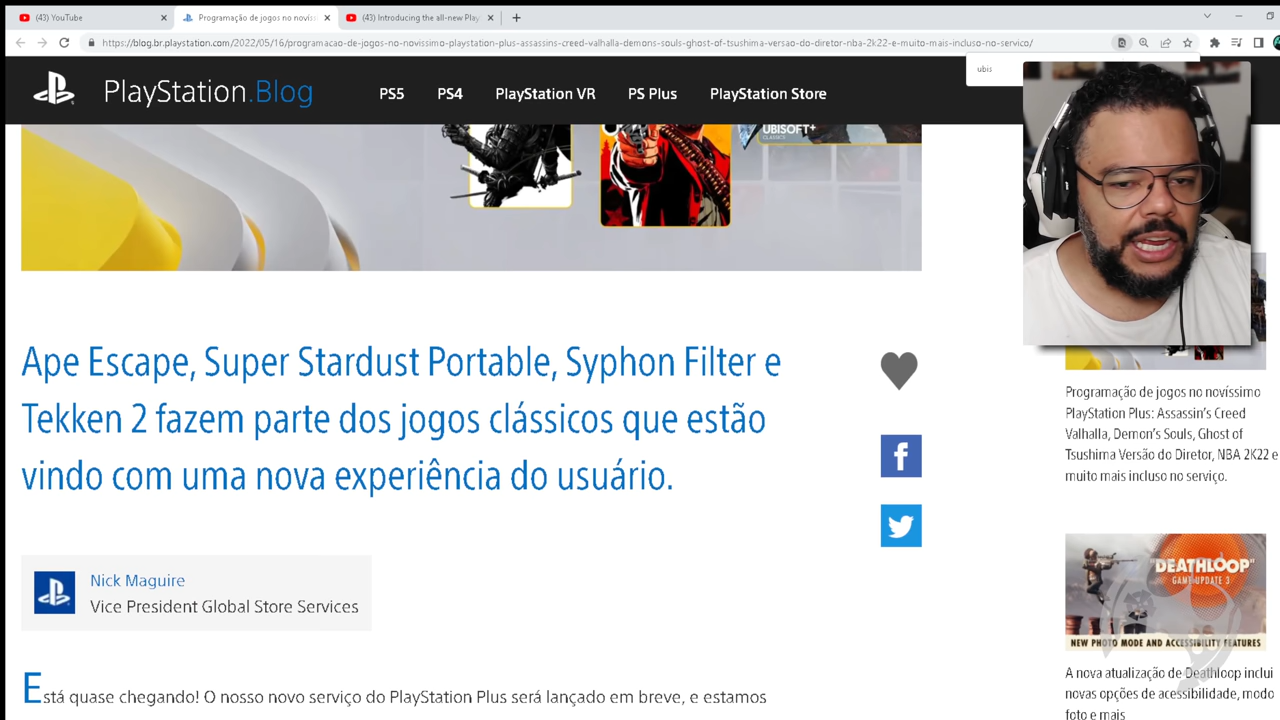 (43) YouTube
Programação de jogos no novíss
(43) Introducing the all-new Play
https://blog.br.playstation.com/2022/05/16/programacao-de-jogos-no-novissimo-playstation-plus-assassins-creed-valhalla-demons-souls-ghost-of-tsushima-versao-do-diretor-nba-2k22-e-muito-mais-incluso-no-servico/
ubis
PlayStation.Blog
PS5
PS4
PlayStation VR
PS Plus
PlayStation Store
UBISOFT+
CLASSICS
Ape Escape, Super Stardust Portable, Syphon Filter e
Tekken 2 fazem parte dos jogos clássicos que estão
vindo com uma nova experiência do usuário.
Nick Maguire
Vice President Global Store Services
Está quase chegando! O nosso novo serviço do PlayStation Plus será lançado em breve, e estamos
Programação de jogos no novíssimo
PlayStation Plus: Assassin's Creed
Valhalla, Demon's Souls, Ghost of
Tsushima Versão do Diretor, NBA 2K22 e
muito mais incluso no serviço.
"DEATHLOOP"
GAME UPDATE 3
NEW PHOTO MODE AND ACCESSIBILITY FEATURES
A nova atualização de Deathloop inclui
novas opções de acessibilidade, modo
foto e mais